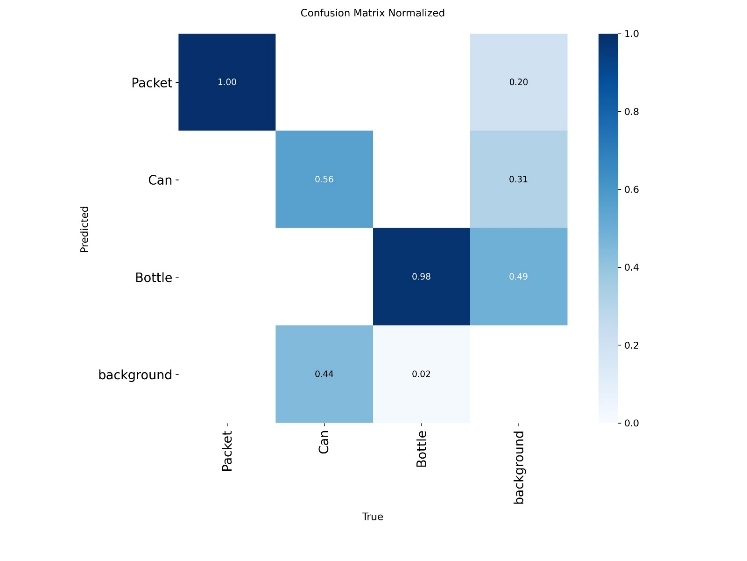 Confusion Matrix Normalized
Packet
1.00
0.20
Can
0.56
0.31
Bottle
0.98
0.49
background
0.44
0.02
Predicted
Packet
Can
Bottle
background
True
1.0
0.8
0.6
0.4
0.2
0.0